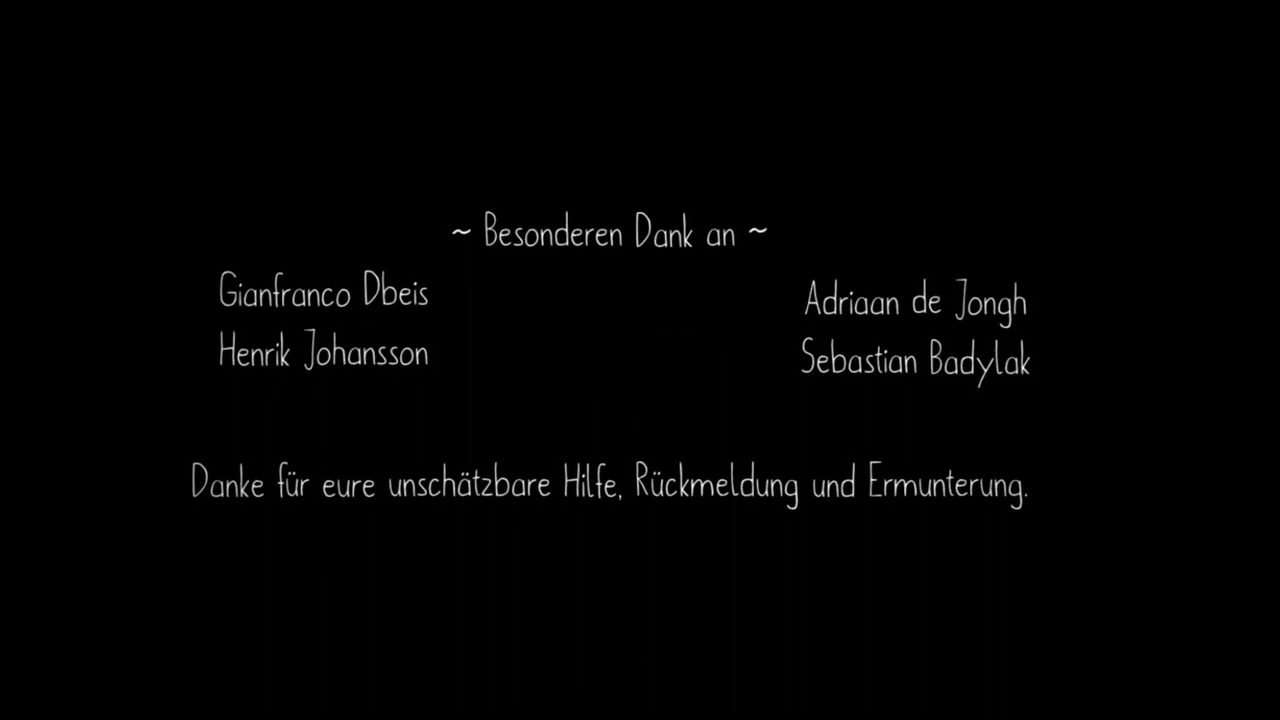 ~ Besonderen Dank an ~
Gianfranco Dbeis
Henrik Johansson
Adriaan de Jongh
Sebastian Badylak
Danke für eure unschätzbare Hilfe, Rückmeldung und Ermunterung.